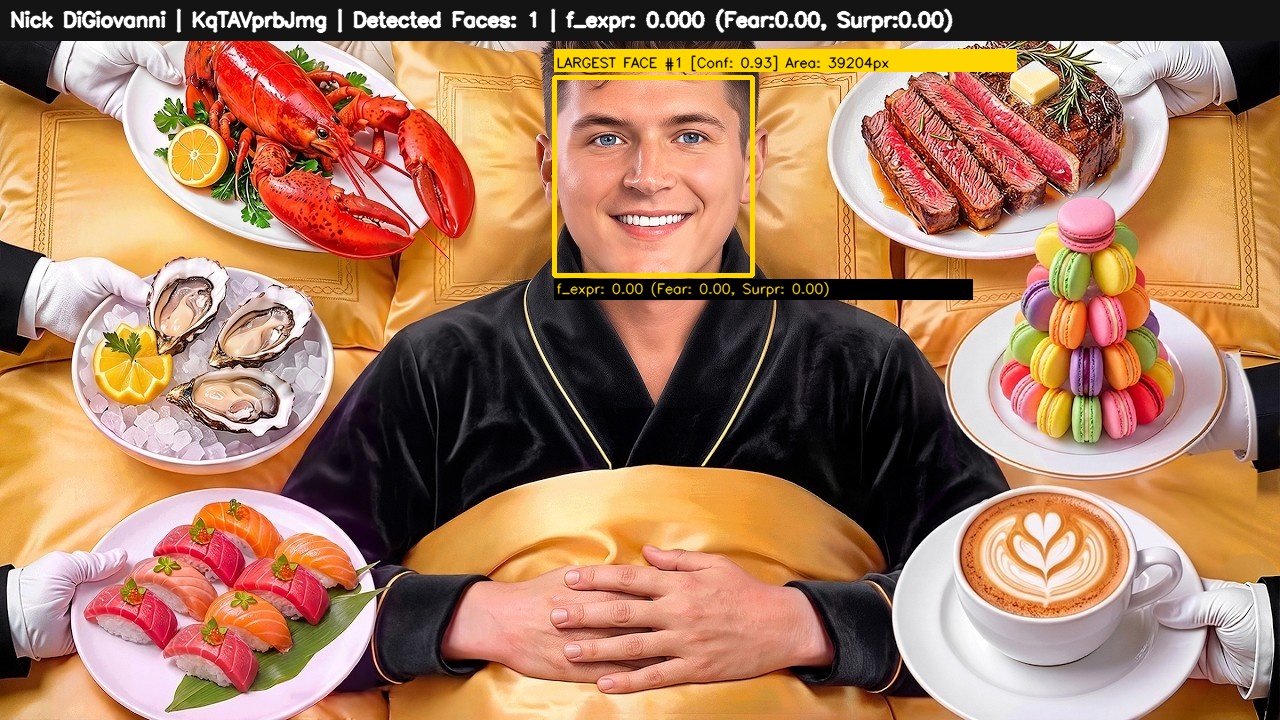 Nick DiGiovanni | KqTAVprbJmg | Detected Faces: 1 | f_expr: 0.000 (Fear:0.00, Surpr:0.00)
LARGEST FACE #1 [Conf: 0.93] Area: 39204px
f_expr: 0.00 (Fear: 0.00, Surpr: 0.00)